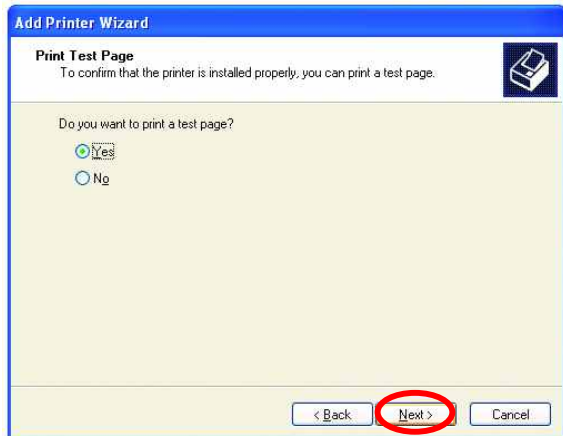 Add Printer Wizard
Print Test Page
To confirm that the printer is installed properly, you can print a test page.
Do you want to print a test page?
Yes
No
< Back
Next >
Cancel